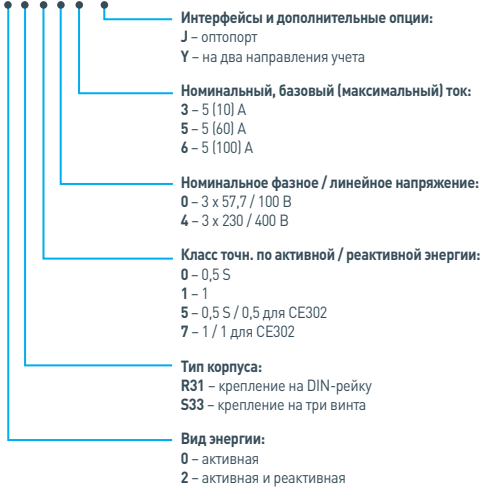 Интерфейсы и дополнительные опции:
J – оптопорт
Y – на два направления учета
Номинальный, базовый (максимальный) ток:
3 – 5 (10) А
5 – 5 (60) А
6 – 5 (100) А
Номинальное фазное / линейное напряжение:
0 – 3 x 57,7 / 100 В
4 – 3 x 230 / 400 В
Класс точн. по активной / реактивной энергии:
0 – 0,5 S
1 – 1
5 – 0,5 S / 0,5 для СЕ302
7 – 1 / 1 для СЕ302
Тип корпуса:
R31 – крепление на DIN-рейку
S33 – крепление на три винта
Вид энергии:
0 – активная
2 – активная и реактивная